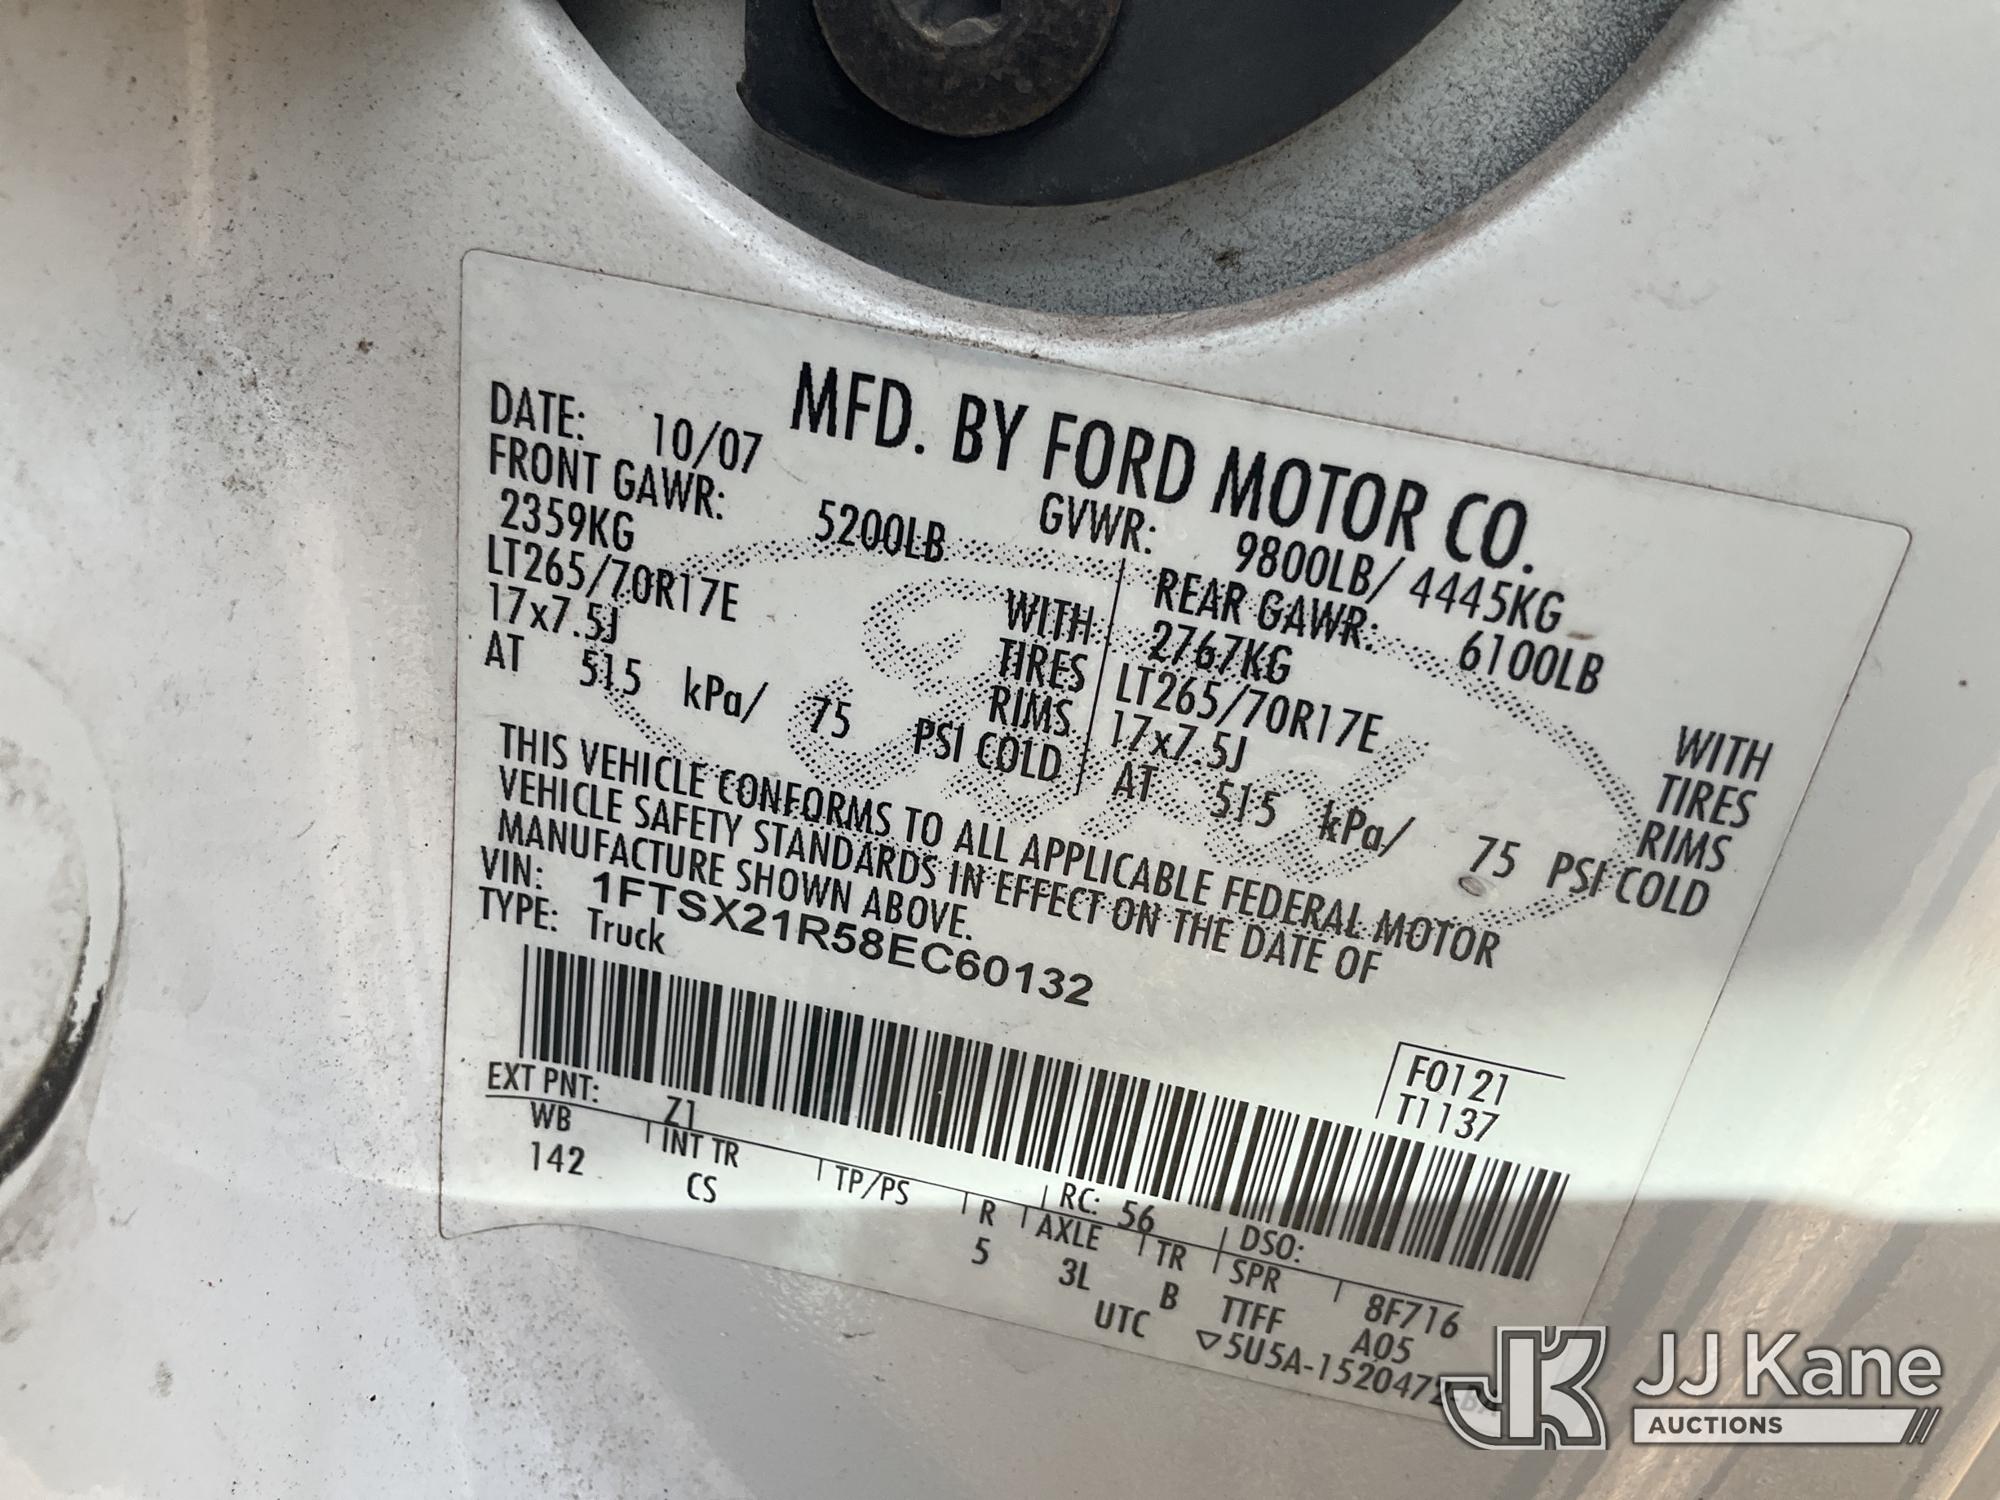 MFD. BY FORD MOTOR CO.
DATE: 10/07 GVWR: 9800LB/ 4445KG
FRONT GAWR: 5200LB REAR GAWR: 6100LB
2359KG WITH 2767KG WITH
LT265/70R17E TIRES LT265/70R17E TIRES
17x7.5J RIMS 17x7.5J RIMS
AT 515 kPa/ 75 PSI COLD AT 515 kPa/ 75 PSI COLD
THIS VEHICLE CONFORMS TO ALL APPLICABLE FEDERAL MOTOR
VEHICLE SAFETY STANDARDS IN EFFECT ON THE DATE OF
MANUFACTURE SHOWN ABOVE.
VIN: 1FTSX21R58EC60132
TYPE: Truck
F0121
T1137
EXT PNT: Z1 RC: 56 DSO:
WB INT TR TP/PS R AXLE TR SPR 8F716
142 CS 5 3L B TTFF A05
UTC ▽5U5A-1520472
JJ Kane
AUCTIONS